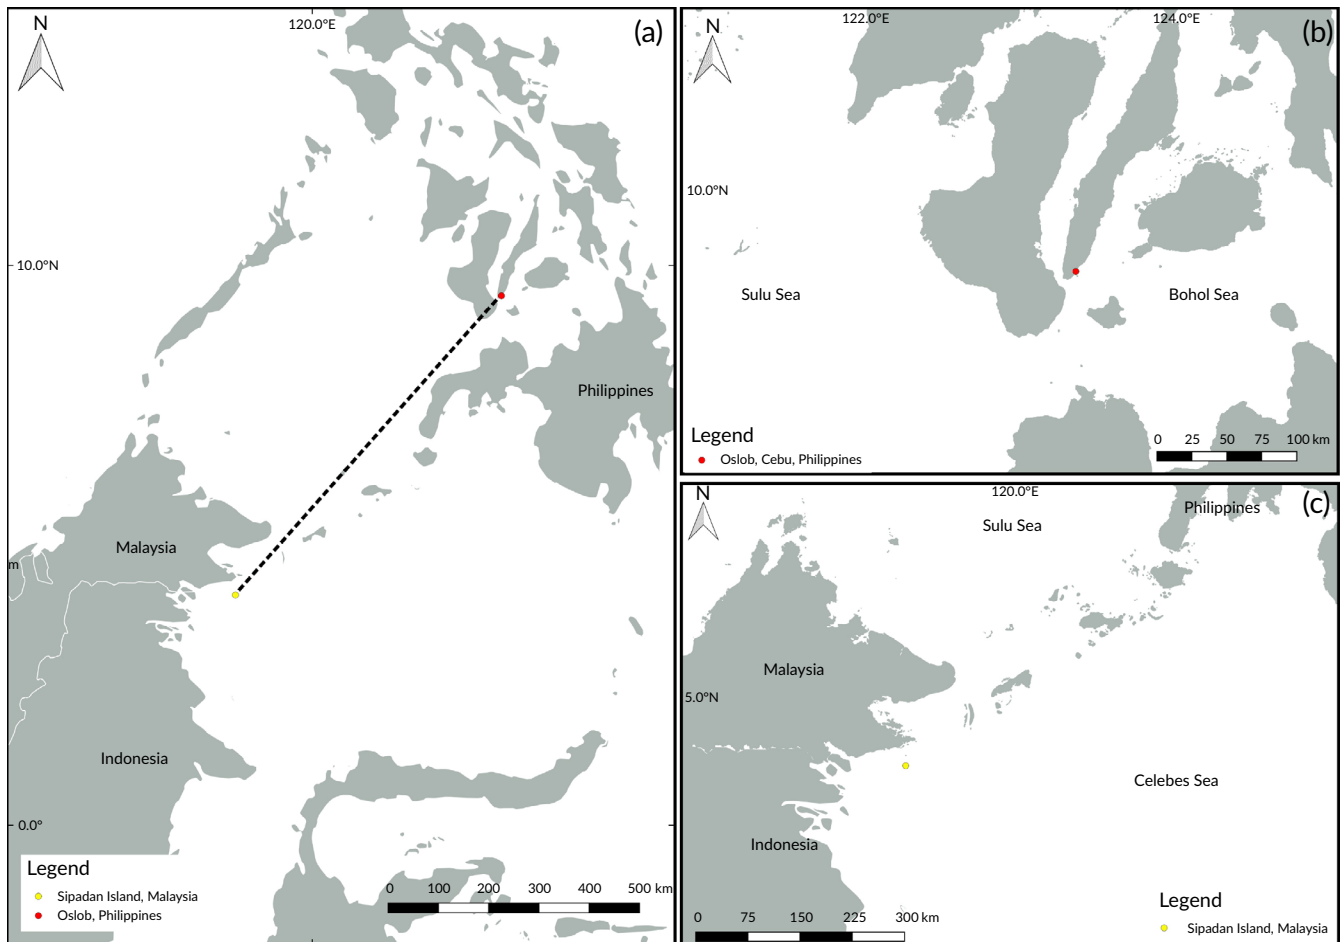 120.0°E
(a)
N
10.0°N
Philippines
Malaysia
m
Indonesia
0.0°
Legend
Sipadan Island, Malaysia
Oslob, Philippines
0 100 200 300 400 500 km
122.0°E 124.0°E
(b)
N
10.0°N
Sulu Sea
Bohol Sea
Legend
Oslob, Cebu, Philippines
0 25 50 75 100 km
120.0°E
(c)
N
Philippines
Sulu Sea
Malaysia
5.0°N
Celebes Sea
Indonesia
Legend
Sipadan Island, Malaysia
0 75 150 225 300 km